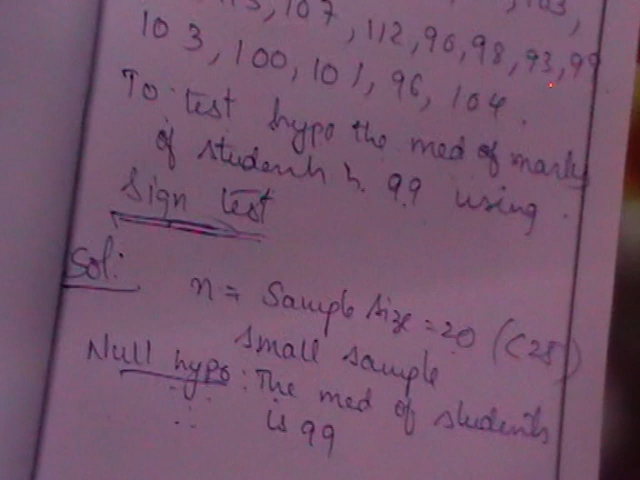 107, 112, 96, 98, 93, 99
103, 100, 101, 96, 104.
To test hypo the med of marks
of students is 99 using
Sign test
Sol:
n = Sample size = 20 (<25)
small sample
Null hypo: The med of students
is 99